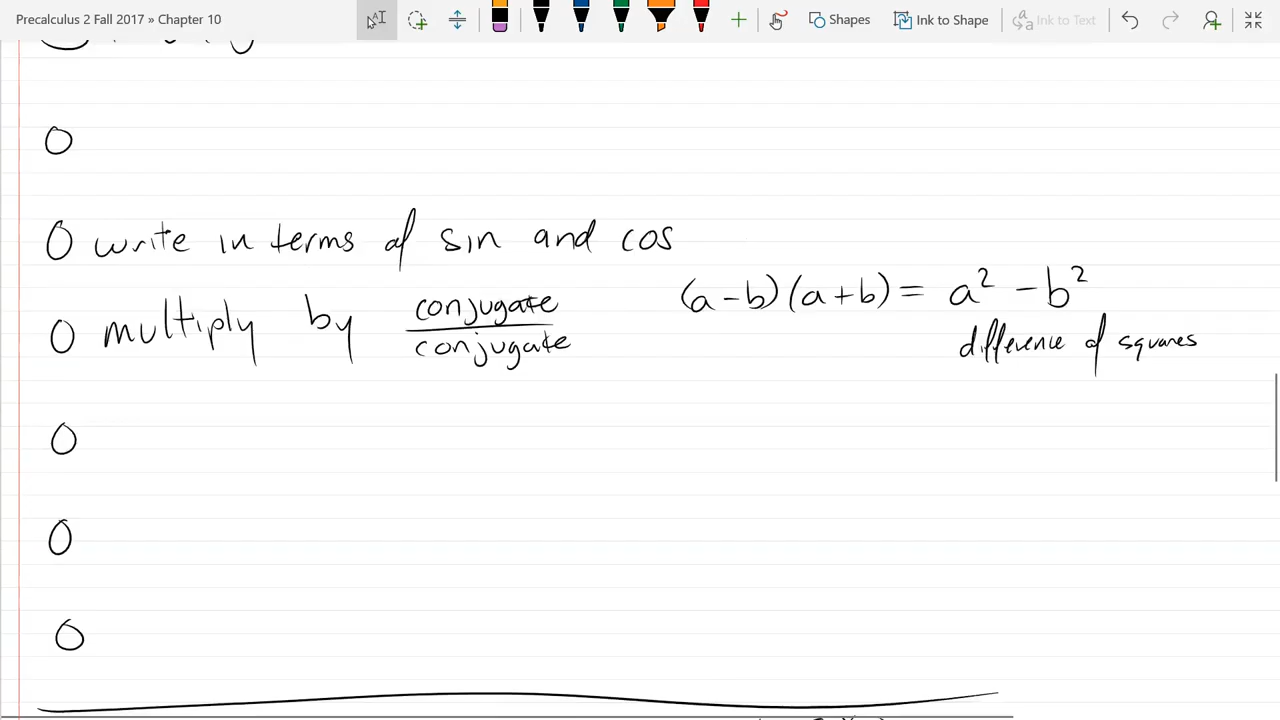 Precalculus 2 Fall 2017 » Chapter 10
Shapes
Ink to Shape
Ink to Text
write in terms of sin and cos
multiply by conjugate/conjugate
(a-b)(a+b) = a² - b²
difference of squares